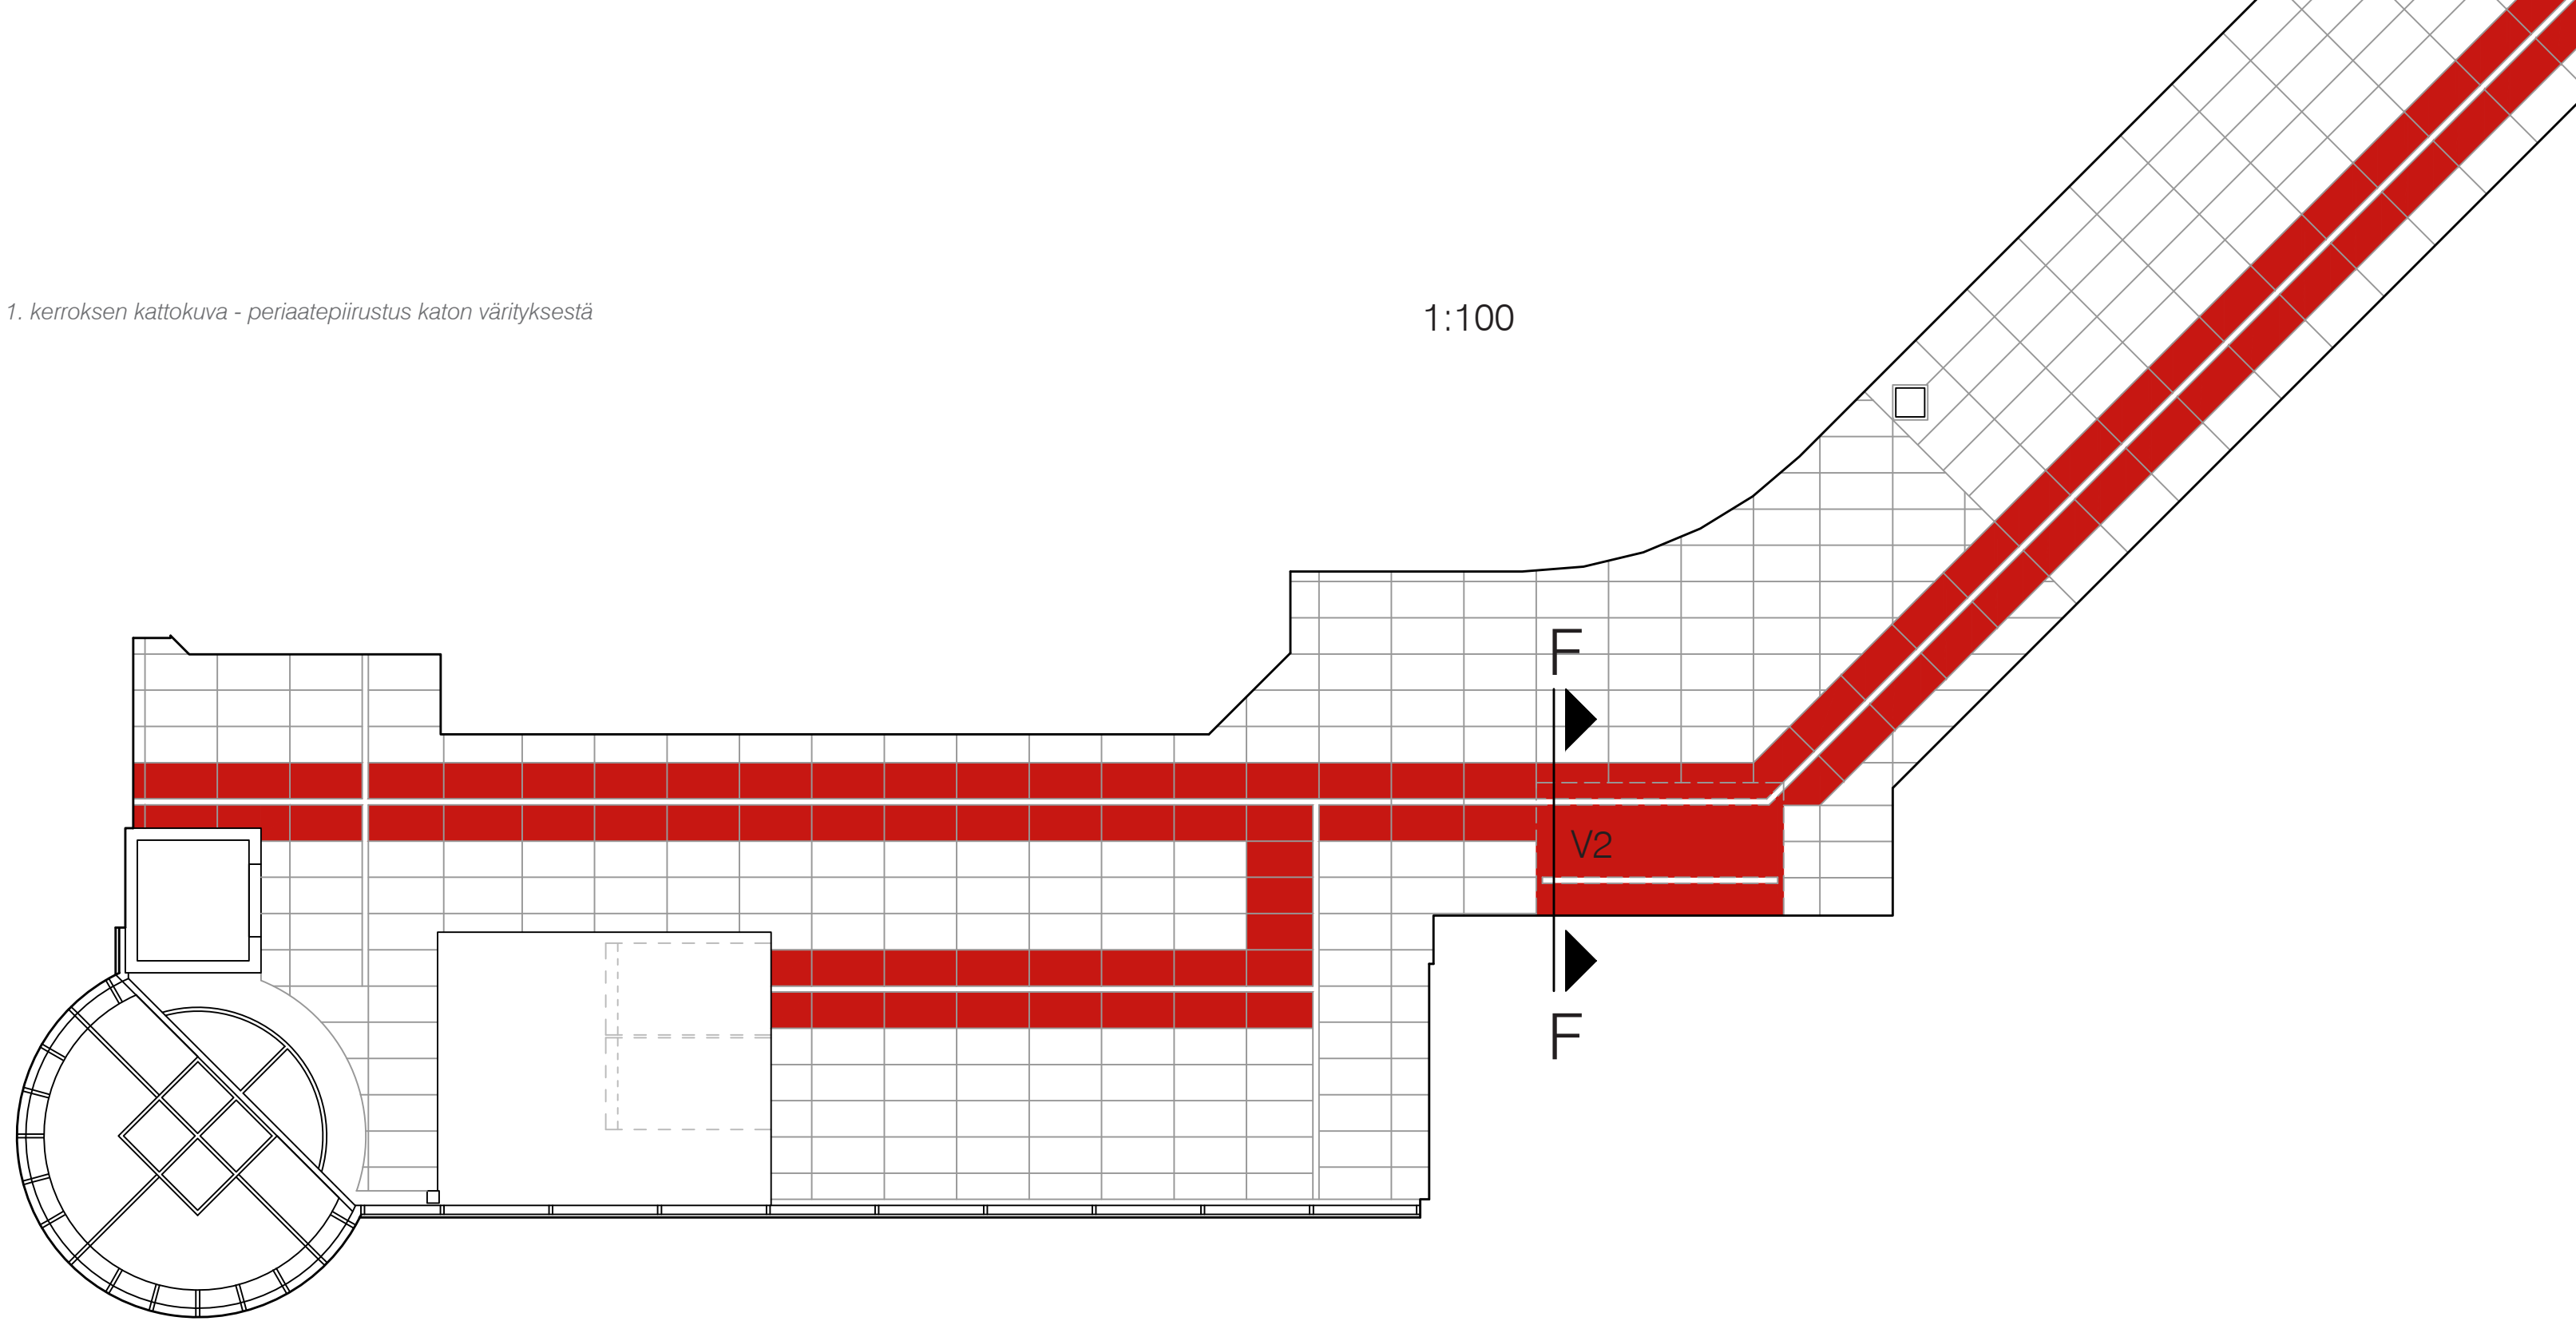 1. kerroksen kattokuva - periaatepiirustus katon värityksestä
1:100
F
V2
F